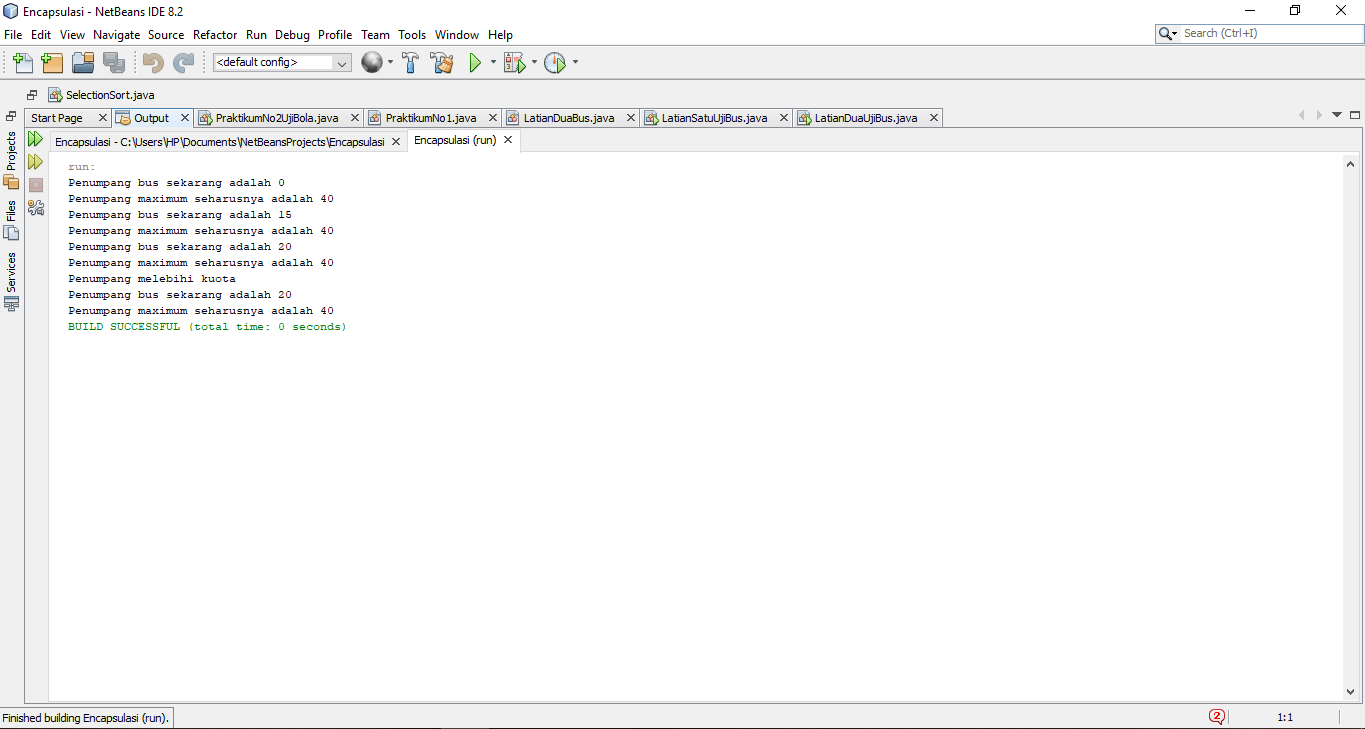 Encapsulasi - NetBeans IDE 8.2
File Edit View Navigate Source Refactor Run Debug Profile Team Tools Window Help
Search (Ctrl+I)
<default config>
SelectionSort.java
Start Page Output PraktikumNo2UjiBola.java PraktikumNo1.java LatianDuaBus.java LatianSatuUjiBus.java LatianDuaUjiBus.java
Encapsulasi - C:\Users\HP\Documents\NetBeansProjects\Encapsulasi Encapsulasi (run)
Projects
Files
Services
run:
Penumpang bus sekarang adalah 0
Penumpang maximum seharusnya adalah 40
Penumpang bus sekarang adalah 15
Penumpang maximum seharusnya adalah 40
Penumpang bus sekarang adalah 20
Penumpang maximum seharusnya adalah 40
Penumpang melebihi kuota
Penumpang bus sekarang adalah 20
Penumpang maximum seharusnya adalah 40
BUILD SUCCESSFUL (total time: 0 seconds)
Finished building Encapsulasi (run).
2
1:1